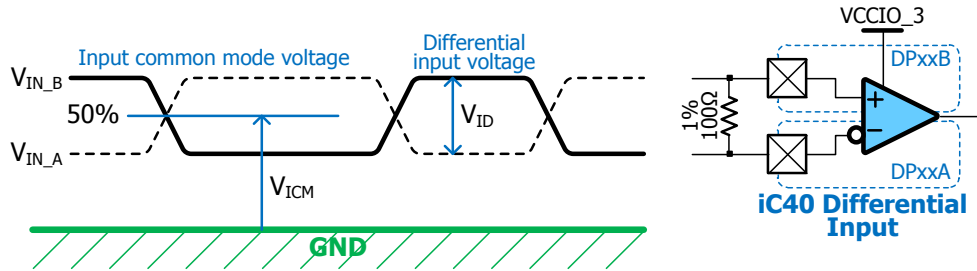 Input common mode voltage
Differential
input voltage
VIN_B
50%
VIN_A
VID
VICM
GND
VCCIO_3
DPxxB
1%
100Ω
+
−
DPxxA
iC40 Differential
Input